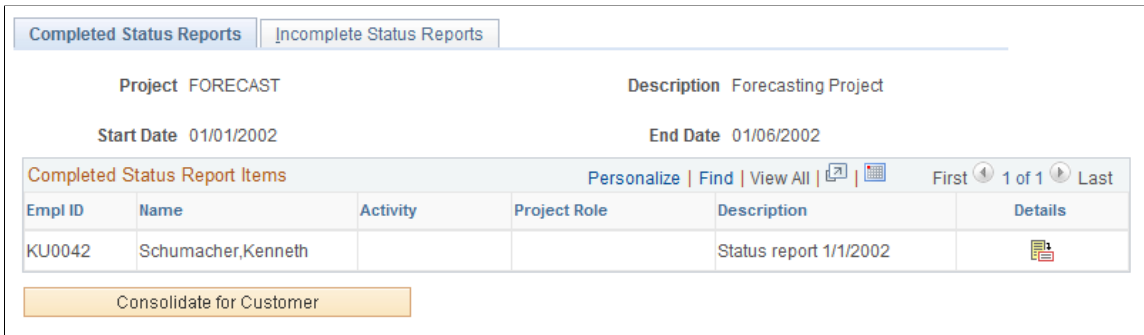 Completed Status Reports Incomplete Status Reports
Project FORECAST Description Forecasting Project
Start Date 01/01/2002 End Date 01/06/2002
Completed Status Report Items Personalize | Find | View All | | First 1 of 1 Last
Empl ID Name Activity Project Role Description Details
KU0042 Schumacher,Kenneth Status report 1/1/2002
Consolidate for Customer